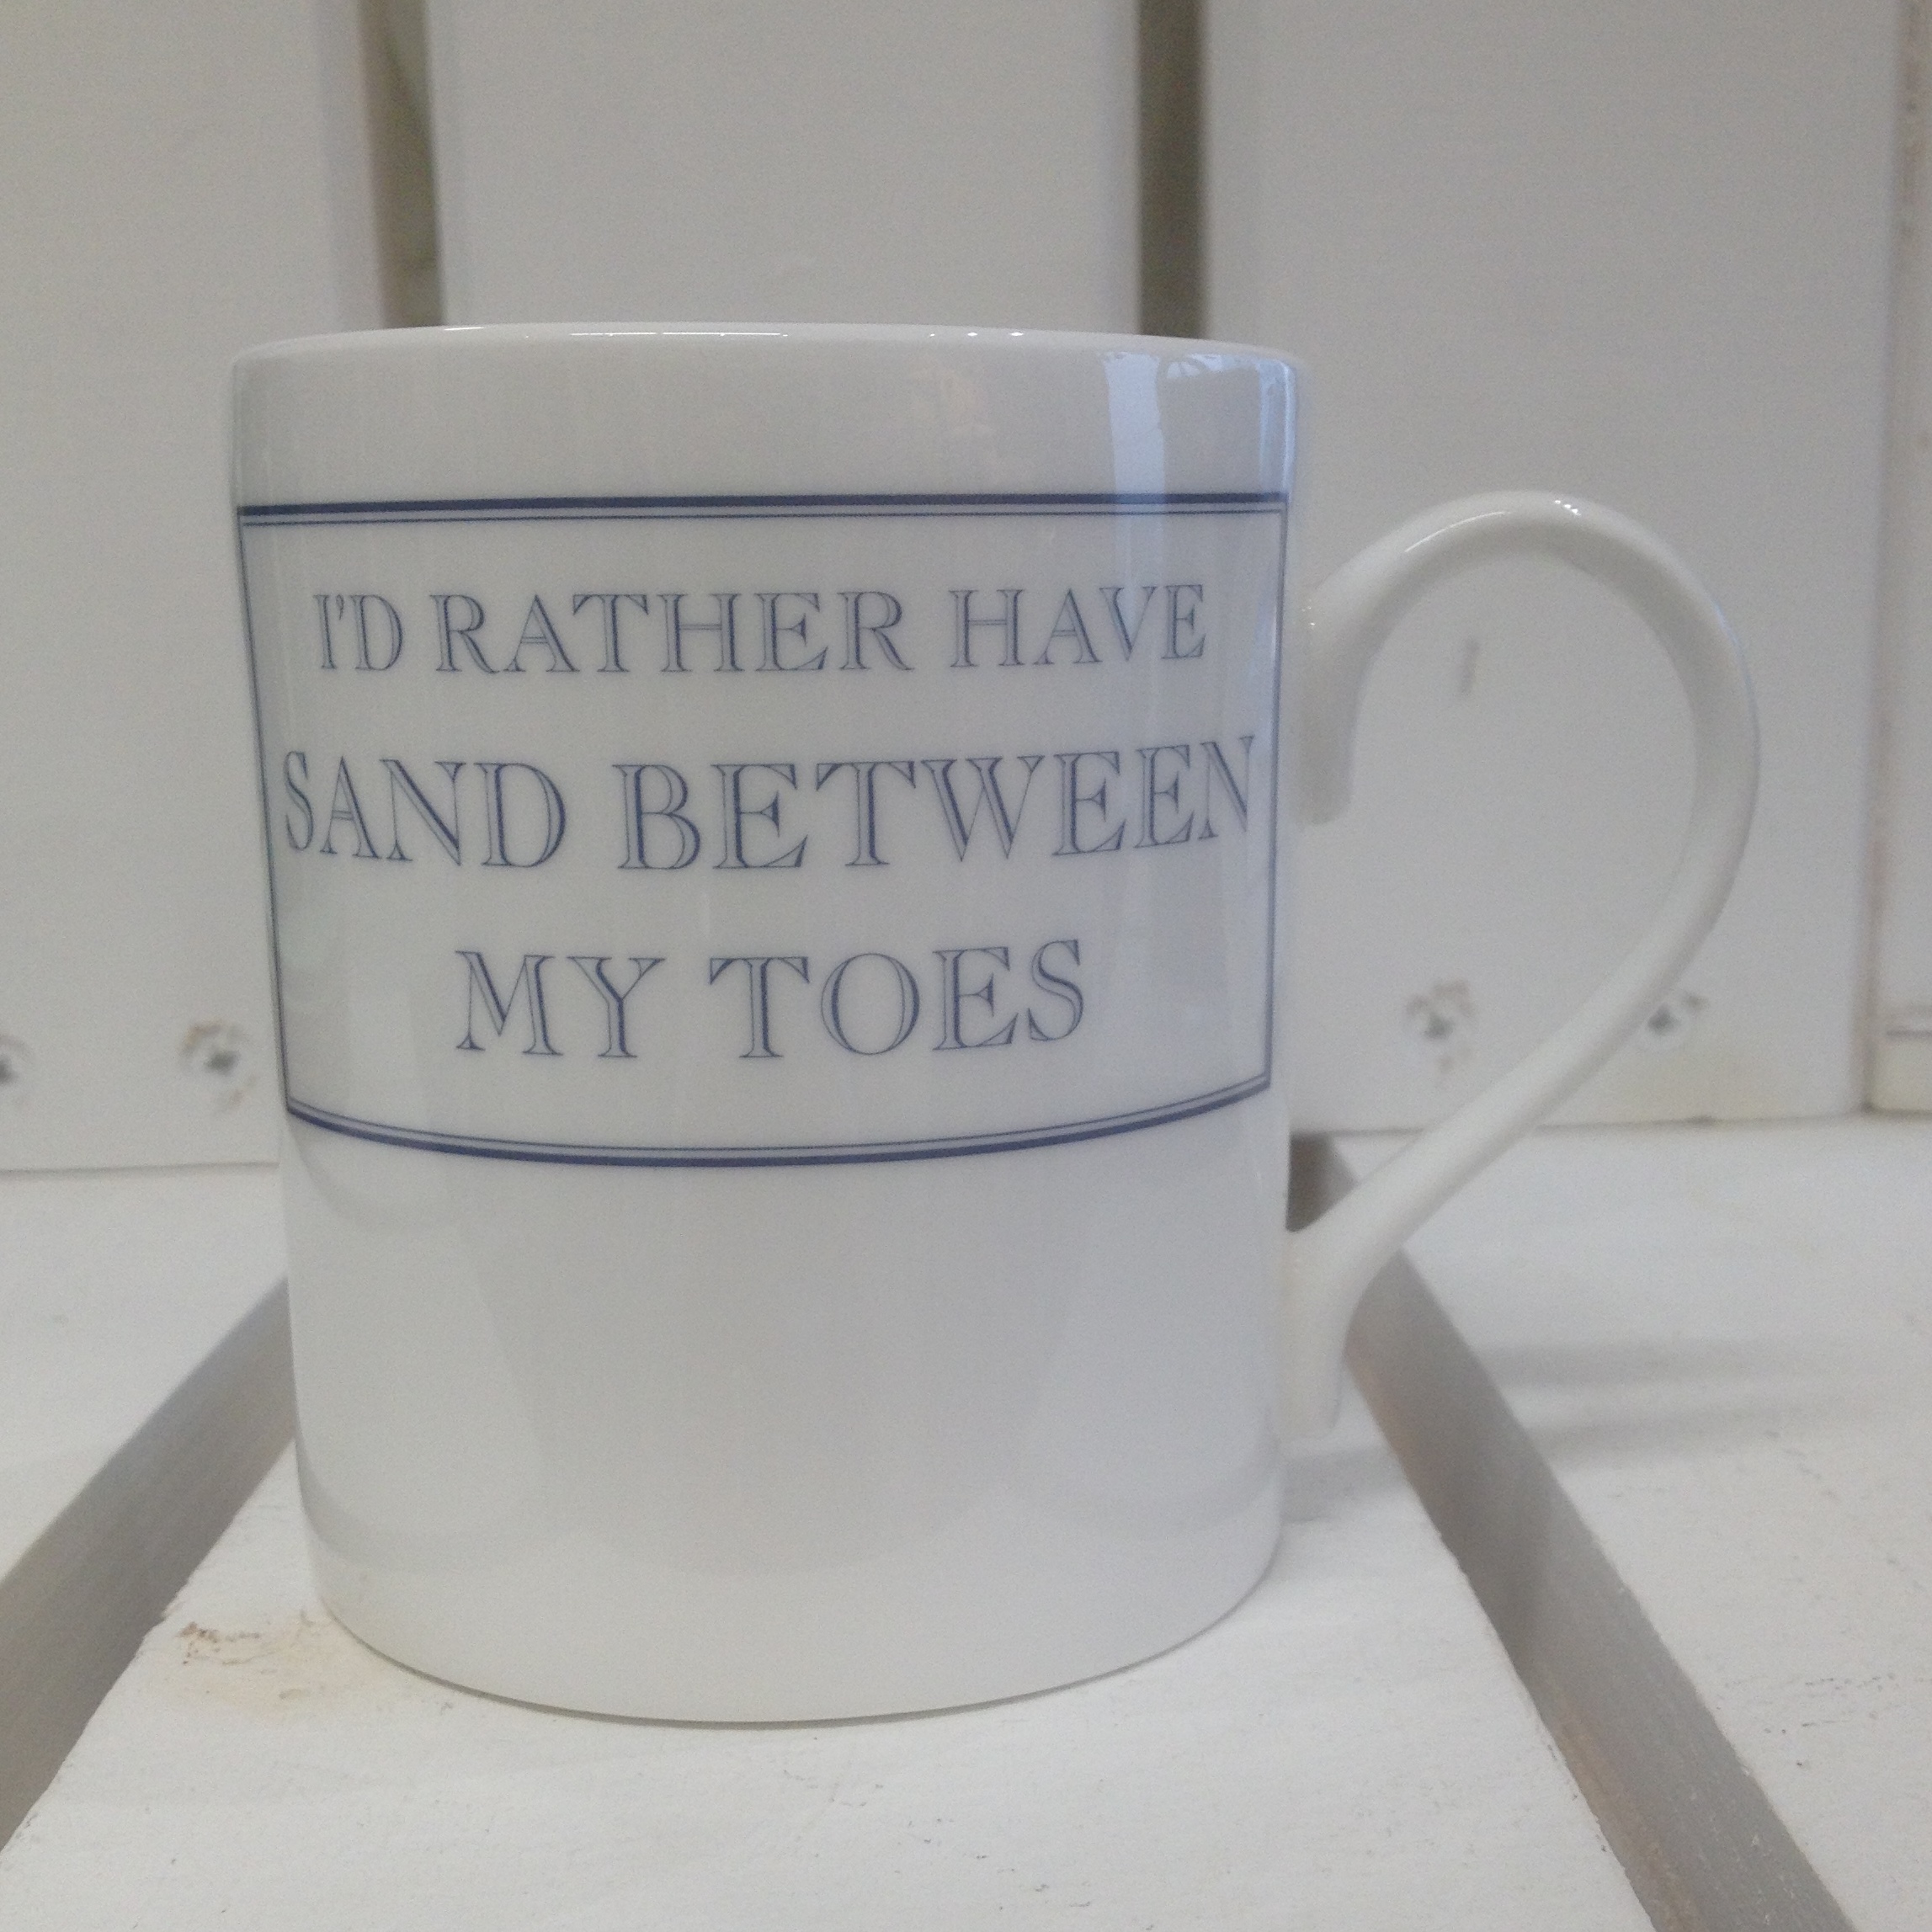 I'D RATHER HAVE
SAND BETWEEN
MY TOES